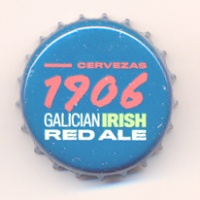 CERVEZAS
1906
GALICIAN IRISH
RED ALE